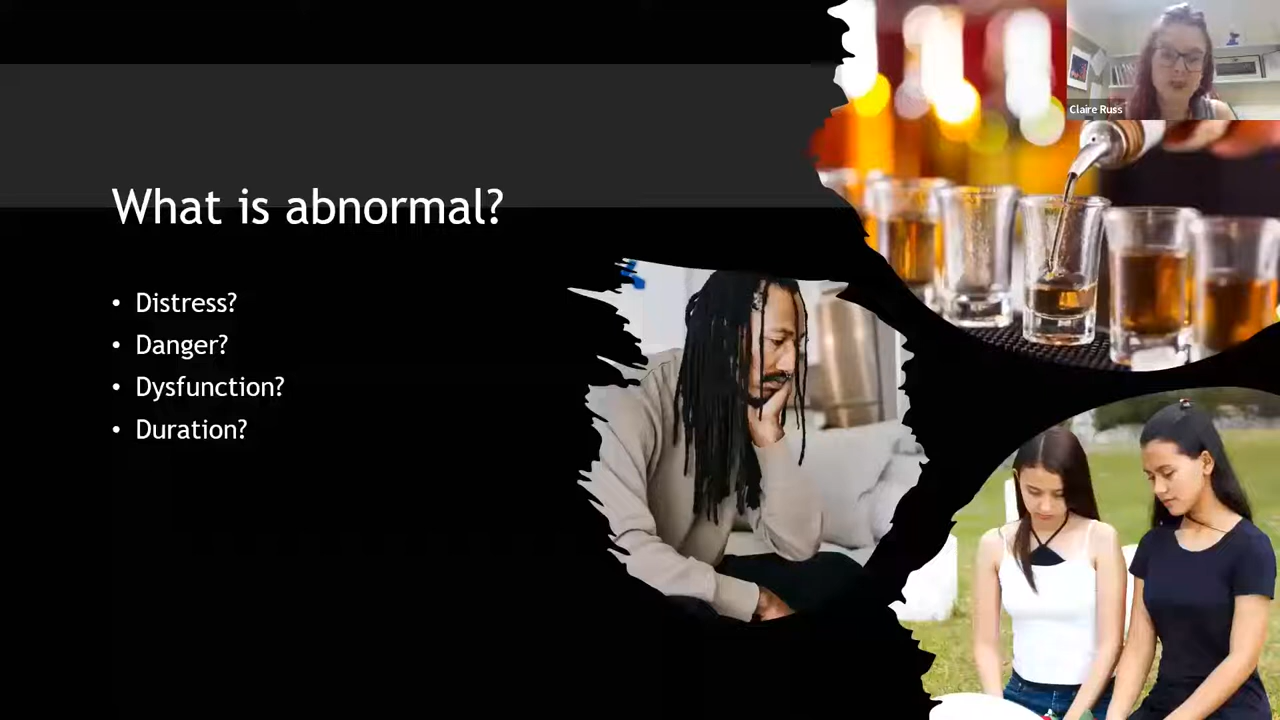 What is abnormal?
• Distress?
• Danger?
• Dysfunction?
• Duration?
Claire Russ